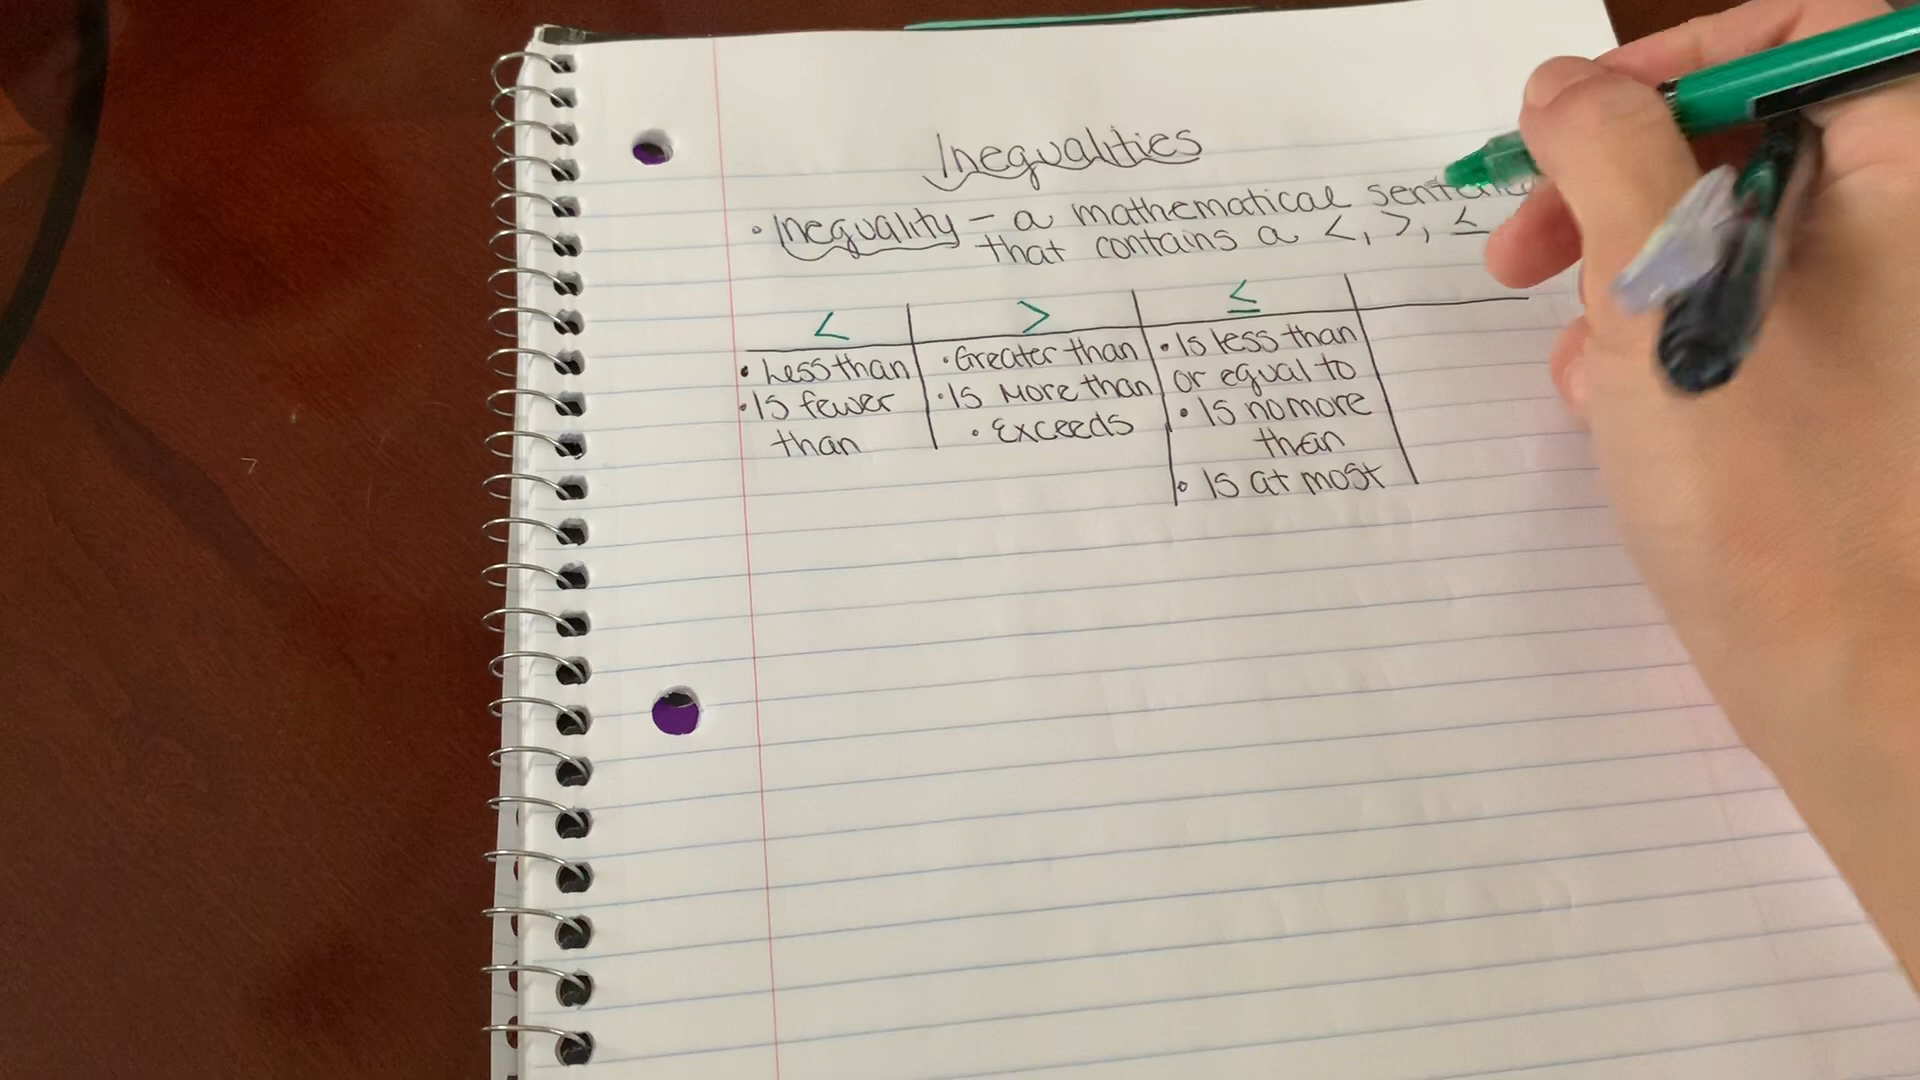 Inequalities
• Inequality – a mathematical
that contains a <, >, ≤
< > ≤
• Less than • Greater than • Is less than
or equal to
• Is fewer • Is more than
• Is no more
than • Exceeds
than
• Is at most